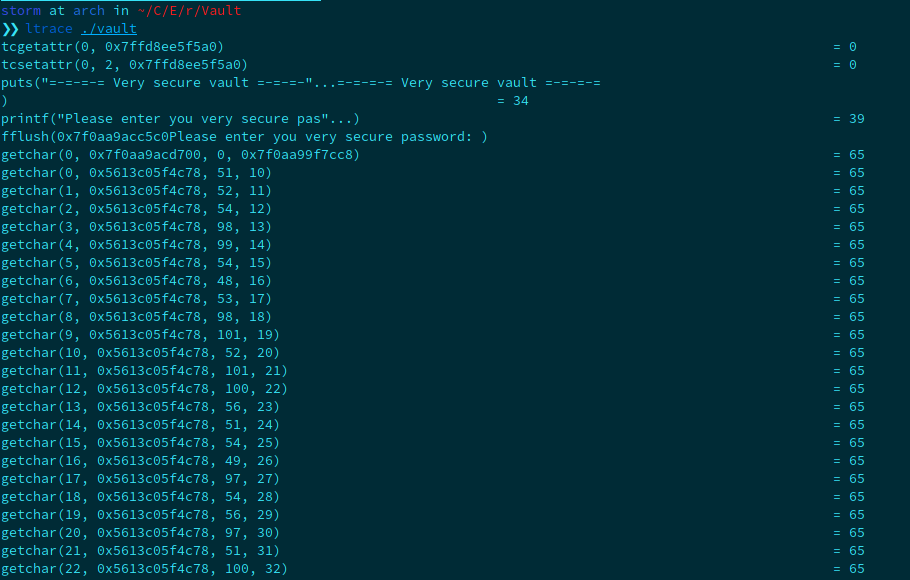 storm at arch in ~/C/E/r/Vault
❯❯ ltrace ./vault
tcgetattr(0, 0x7ffd8ee5f5a0) = 0
tcsetattr(0, 2, 0x7ffd8ee5f5a0) = 0
puts("=-=-=-= Very secure vault =-=-=-"...=-=-=-= Very secure vault =-=-=-=
) = 34
printf("Please enter you very secure pas"...) = 39
fflush(0x7f0aa9acc5c0Please enter you very secure password: )
getchar(0, 0x7f0aa9acd700, 0, 0x7f0aa99f7cc8) = 65
getchar(0, 0x5613c05f4c78, 51, 10) = 65
getchar(1, 0x5613c05f4c78, 52, 11) = 65
getchar(2, 0x5613c05f4c78, 54, 12) = 65
getchar(3, 0x5613c05f4c78, 98, 13) = 65
getchar(4, 0x5613c05f4c78, 99, 14) = 65
getchar(5, 0x5613c05f4c78, 54, 15) = 65
getchar(6, 0x5613c05f4c78, 48, 16) = 65
getchar(7, 0x5613c05f4c78, 53, 17) = 65
getchar(8, 0x5613c05f4c78, 98, 18) = 65
getchar(9, 0x5613c05f4c78, 101, 19) = 65
getchar(10, 0x5613c05f4c78, 52, 20) = 65
getchar(11, 0x5613c05f4c78, 101, 21) = 65
getchar(12, 0x5613c05f4c78, 100, 22) = 65
getchar(13, 0x5613c05f4c78, 56, 23) = 65
getchar(14, 0x5613c05f4c78, 51, 24) = 65
getchar(15, 0x5613c05f4c78, 54, 25) = 65
getchar(16, 0x5613c05f4c78, 49, 26) = 65
getchar(17, 0x5613c05f4c78, 97, 27) = 65
getchar(18, 0x5613c05f4c78, 54, 28) = 65
getchar(19, 0x5613c05f4c78, 56, 29) = 65
getchar(20, 0x5613c05f4c78, 97, 30) = 65
getchar(21, 0x5613c05f4c78, 51, 31) = 65
getchar(22, 0x5613c05f4c78, 100, 32) = 65